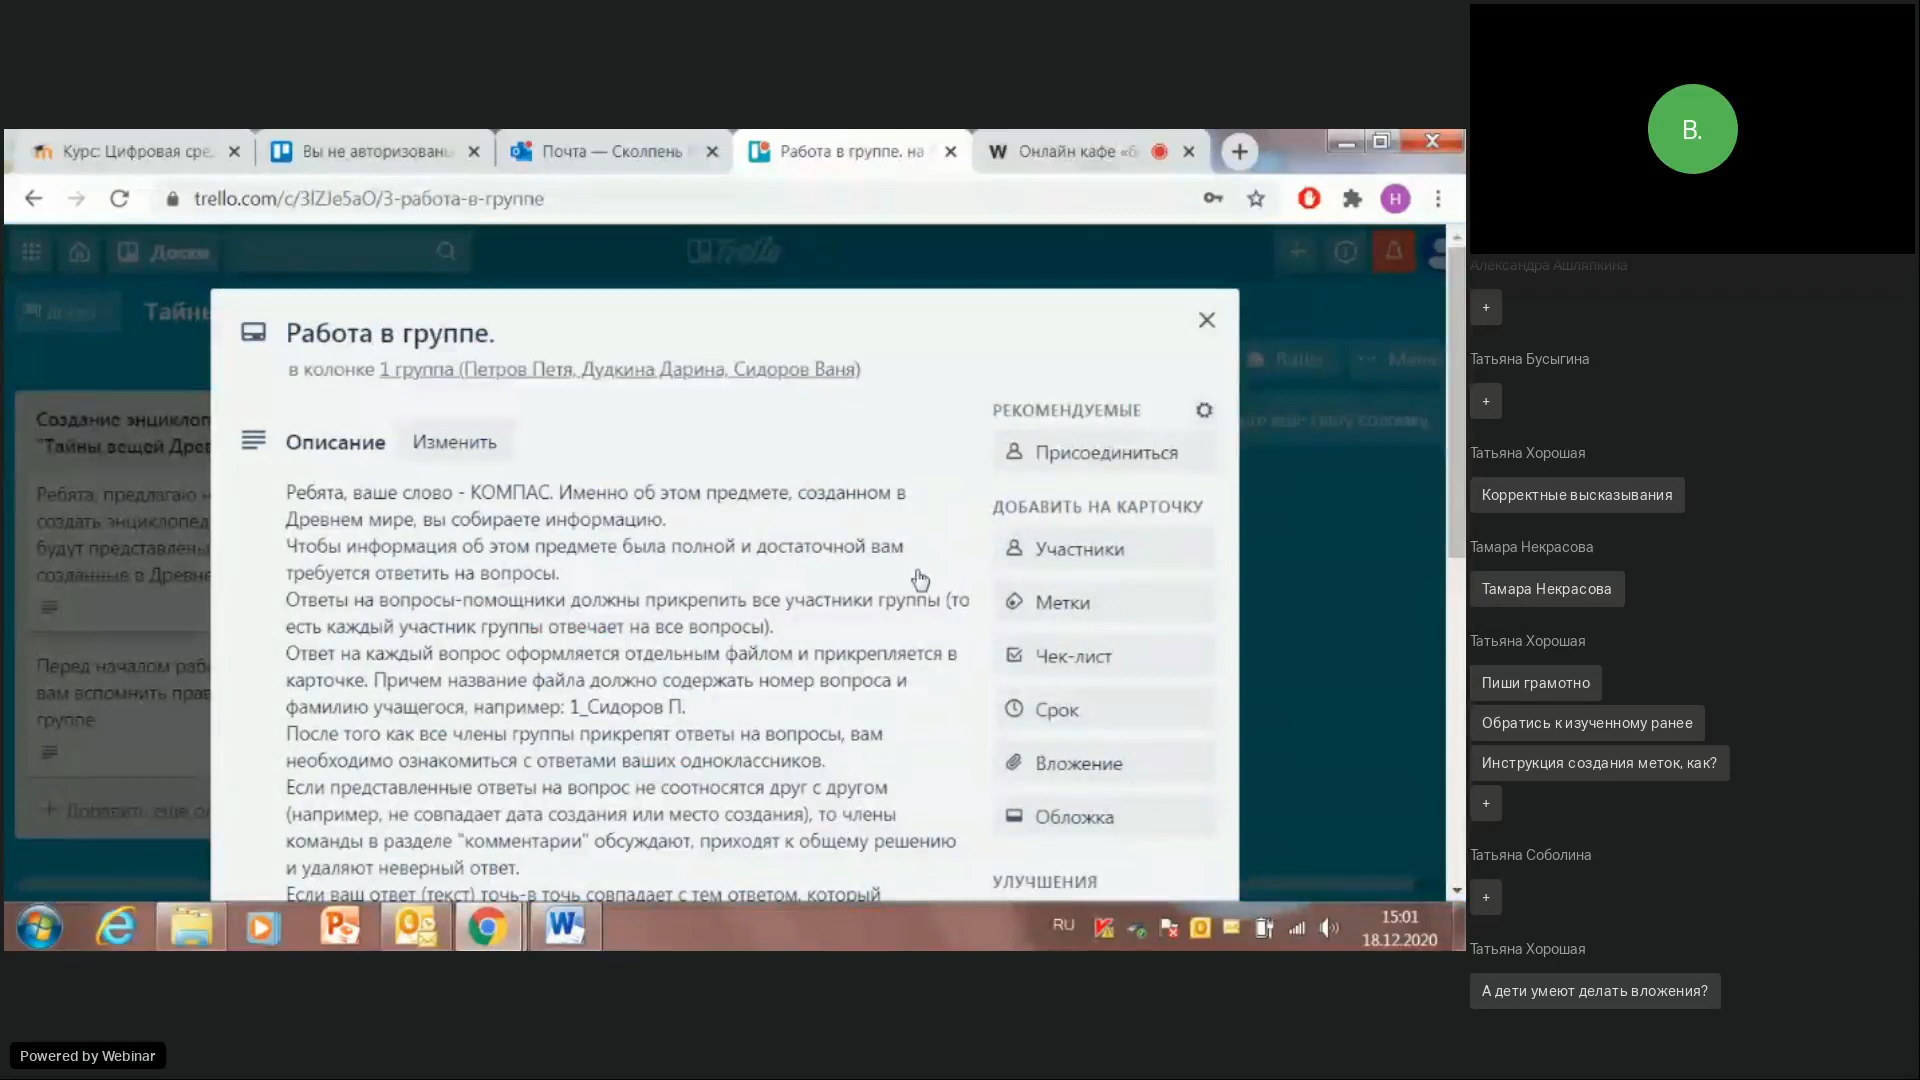 Курс: Цифровая сре
Вы не авторизован
Почта — Сколпень
Работа в группе. на
Онлайн кафе «б
trello.com/c/3lZJe5aO/3-работа-в-группе
Н
Доски
Trello
Тайны
Работа в группе.
в колонке 1 группа (Петров Петя, Дудкина Дарина, Сидоров Ваня)
Описание
Изменить
Ребята, ваше слово - КОМПАС. Именно об этом предмете, созданном в
Древнем мире, вы собираете информацию.
Чтобы информация об этом предмете была полной и достаточной вам
требуется ответить на вопросы.
Ответы на вопросы-помощники должны прикрепить все участники группы (то
есть каждый участник группы отвечает на все вопросы).
Ответ на каждый вопрос оформляется отдельным файлом и прикрепляется в
карточке. Причем название файла должно содержать номер вопроса и
фамилию учащегося, например: 1_Сидоров П.
После того как все члены группы прикрепят ответы на вопросы, вам
необходимо ознакомиться с ответами ваших одноклассников.
Если представленные ответы на вопрос не соотносятся друг с другом
(например, не совпадает дата создания или место создания), то члены
команды в разделе "комментарии" обсуждают, приходят к общему решению
и удаляют неверный ответ.
Если ваш ответ (текст) точь-в точь совпадает с тем ответом, который
РЕКОМЕНДУЕМЫЕ
Присоединиться
ДОБАВИТЬ НА КАРТОЧКУ
Участники
Метки
Чек-лист
Срок
Вложение
Обложка
УЛУЧШЕНИЯ
Создание энциклоп
"Тайны вещей Древ
Ребята, предлагаю
создать энциклопед
будут представлены
созданные в Древне
Перед началом раб
вам вспомнить прав
группе
Добавить еще о
RU
15:01
18.12.2020
В.
Александра Ашляпкина
+
Татьяна Бусыгина
+
Татьяна Хорошая
Корректные высказывания
Тамара Некрасова
Тамара Некрасова
Татьяна Хорошая
Пиши грамотно
Обратись к изученному ранее
Инструкция создания меток, как?
+
Татьяна Соболина
+
Татьяна Хорошая
А дети умеют делать вложения?
Powered by Webinar